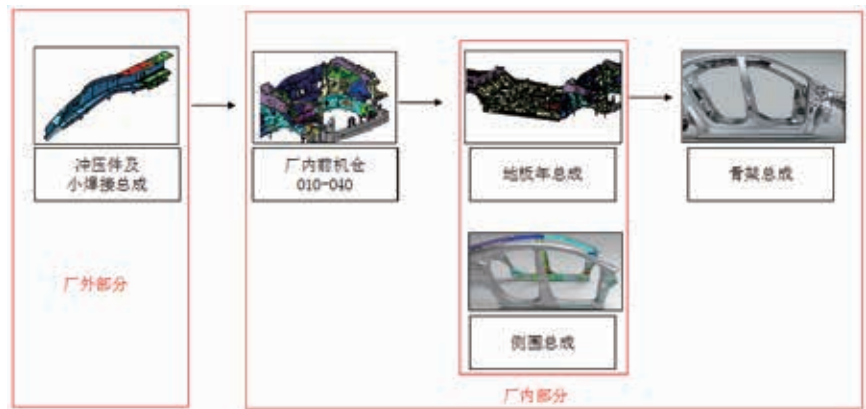 冲压件及
小焊接总成
厂内前机仓
010-040
地板年总成
骨架总成
侧围总成
厂外部分
厂内部分